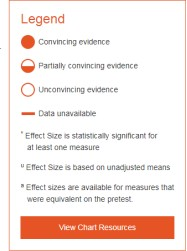 Legend
Convincing evidence
Partially convincing evidence
Unconvincing evidence
Data unavailable
* Effect Size is statistically significant for
at least one measure
u Effect Size is based on unadjusted means
Effect sizes are available for measures that
were equivalent on the pretest.
View Chart Resources